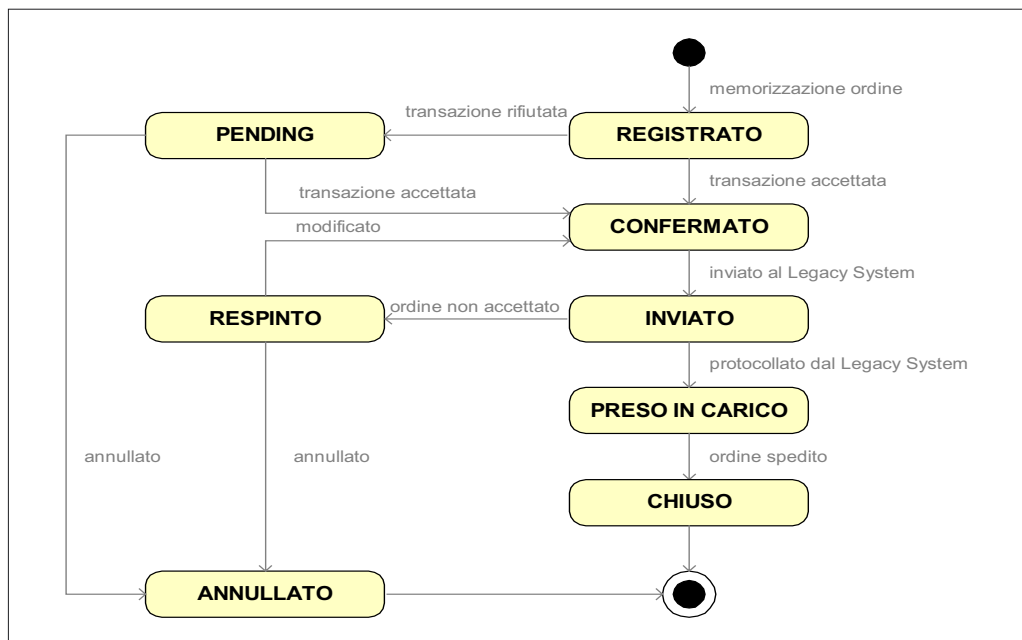 memorizzazione ordine
transazione rifiutata
PENDING
REGISTRATO
transazione accettata
transazione accettata
CONFERMATO
modificato
inviato al Legacy System
ordine non accettato
RESPINTO
INVIATO
protocollato dal Legacy System
PRESO IN CARICO
annullato
annullato
ordine spedito
CHIUSO
ANNULLATO